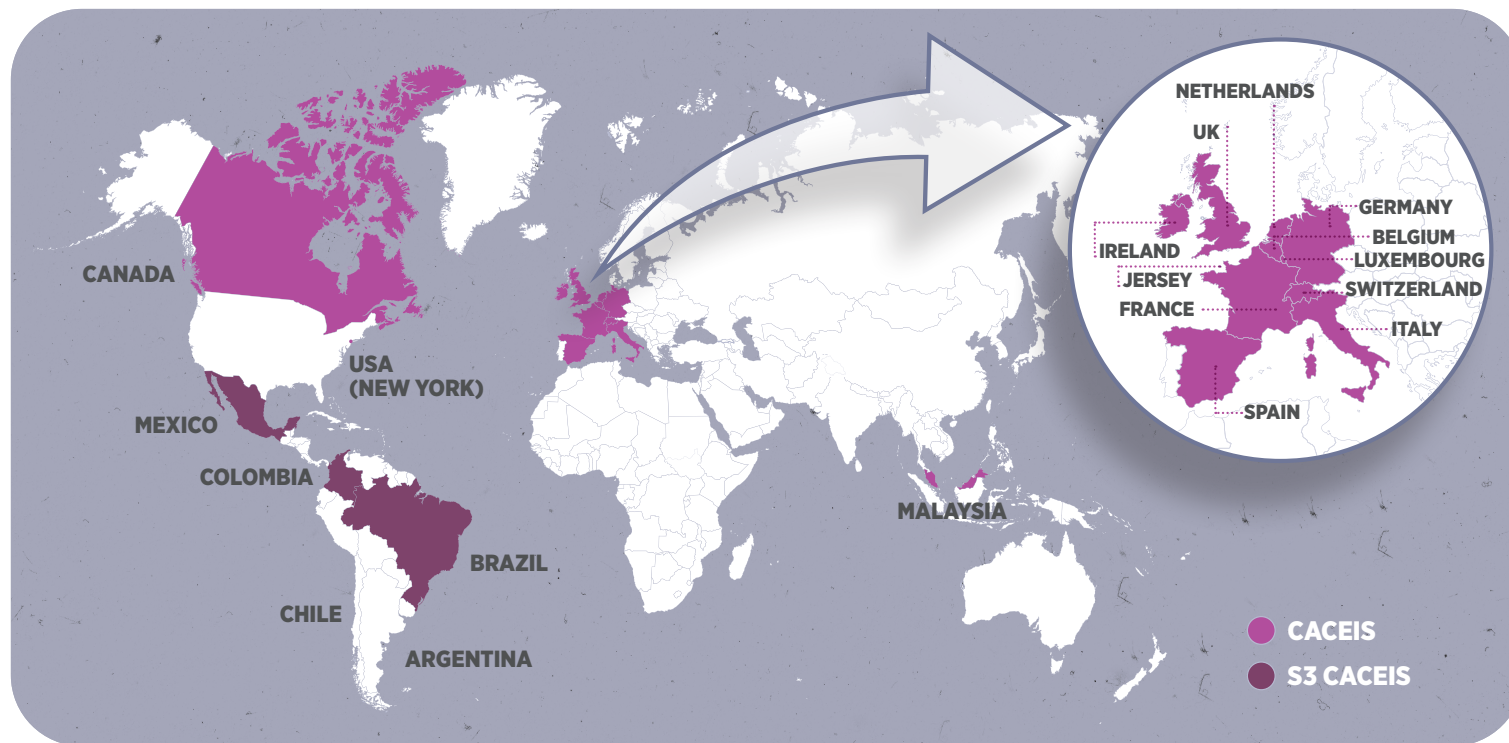 NETHERLANDS
UK
GERMANY
BELGIUM
IRELAND
LUXEMBOURG
JERSEY
SWITZERLAND
FRANCE
ITALY
SPAIN
CANADA
USA
(NEW YORK)
MEXICO
COLOMBIA
MALAYSIA
BRAZIL
CHILE
ARGENTINA
CACEIS
S3 CACEIS